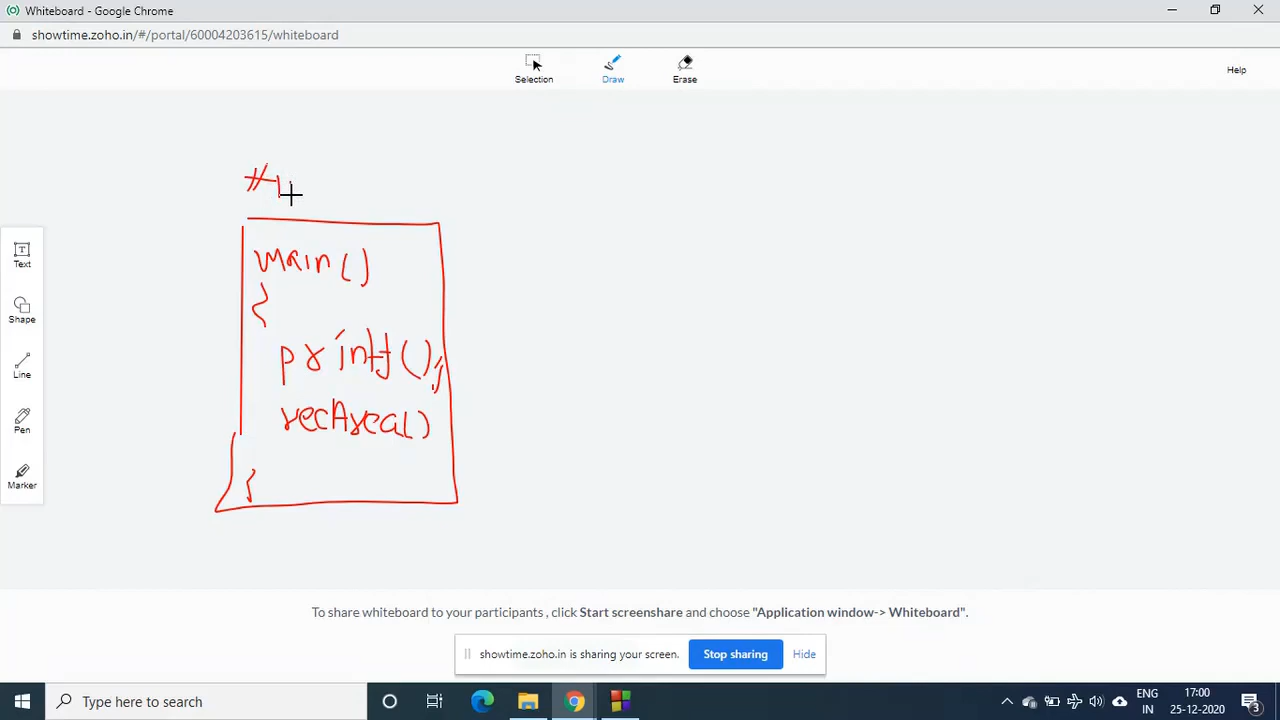 Whiteboard - Google Chrome
showtime.zoho.in/#/portal/60004203615/whiteboard
Selection
Draw
Erase
Help
#
main()
{
printf();
recArea()
}
Text
Shape
Line
Pen
Marker
To share whiteboard to your participants , click Start screenshare and choose "Application window-> Whiteboard".
showtime.zoho.in is sharing your screen.
Stop sharing
Hide
Type here to search
ENG
IN
17:00
25-12-2020
3